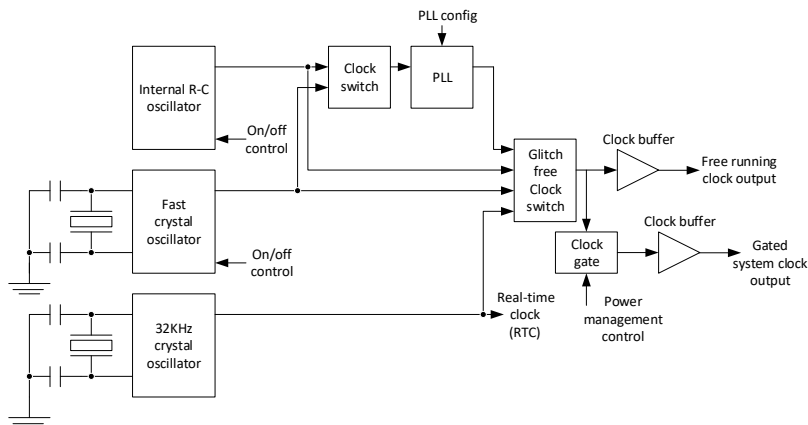 PLL config
Internal R-C
oscillator
Clock
switch
PLL
On/off
control
Glitch
free
Clock
switch
Clock buffer
Free running
clock output
Fast
crystal
oscillator
On/off
control
Clock
gate
Clock buffer
Gated
system clock
output
Power
management
control
Real-time
clock
(RTC)
32KHz
crystal
oscillator